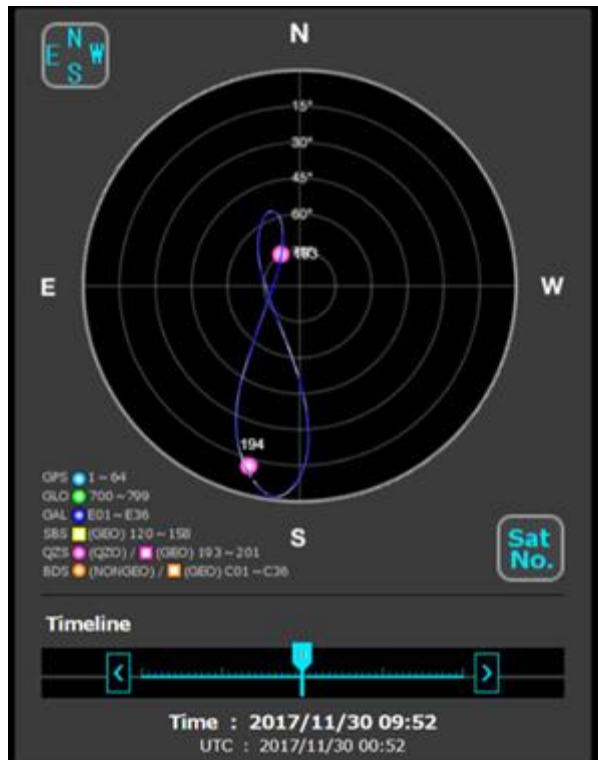 N
N
E W
S
15°
30°
45°
60°
193
E
W
194
GPS 1 ~ 64
GLO 700 ~ 799
GAL E01 ~ E36
SBS (GEO) 120 ~ 158
QZS (QZO) / (GEO) 193 ~ 201
BDS (NONGEO) / (GEO) C01 ~ C36
S
Sat
No.
Timeline
<
>
Time : 2017/11/30 09:52
UTC : 2017/11/30 00:52